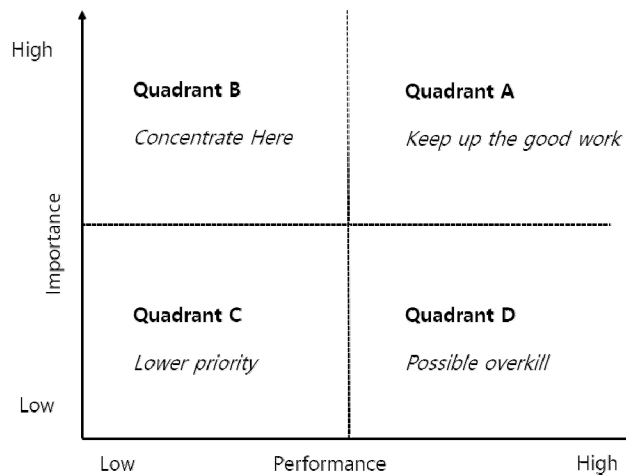 High
Quadrant B
Quadrant A
Concentrate Here
Keep up the good work
Importance
Quadrant C
Quadrant D
Lower priority
Possible overkill
Low
Low
Performance
High